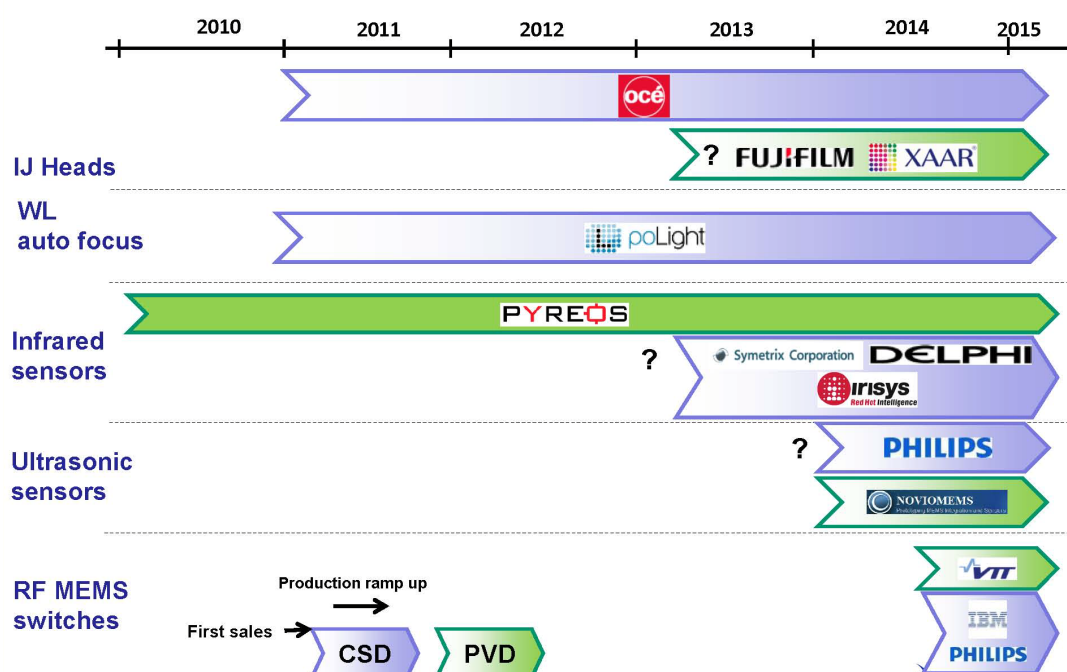 2010 2011 2012 2013 2014 2015
océ
IJ Heads
? FUJIFILM XAAR
WL
auto focus
poLight
PYREOS
Infrared
sensors
? Symetrix Corporation DELPHI
irisys
Red Hot Intelligence
Ultrasonic
sensors
? PHILIPS
NOVIOMEMS
RF MEMS
switches
VTT
IBM
PHILIPS
Production ramp up
First sales
CSD PVD